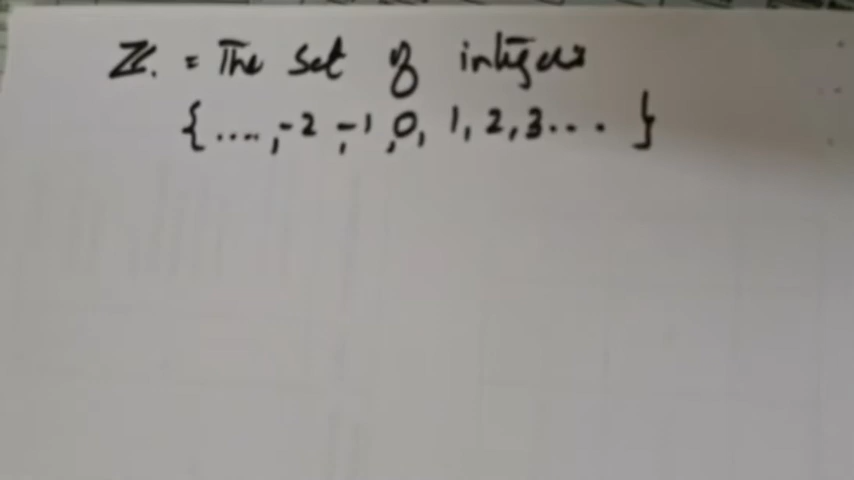 ℤ. = The set of integers
{ ...., -2, -1, 0, 1, 2, 3... }